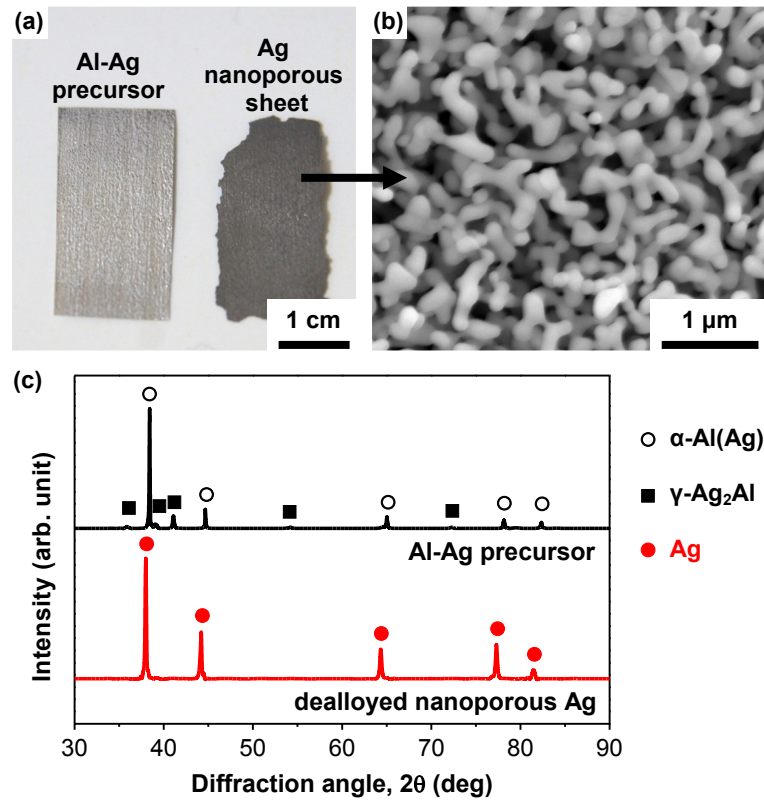 (a)
Al-Ag
precursor
Ag
nanoporous
sheet
1 cm
(b)
1 µm
(c)
Intensity (arb. unit)
Al-Ag precursor
dealloyed nanoporous Ag
30 40 50 60 70 80 90
Diffraction angle, 2θ (deg)
α-Al(Ag)
γ-Ag₂Al
Ag